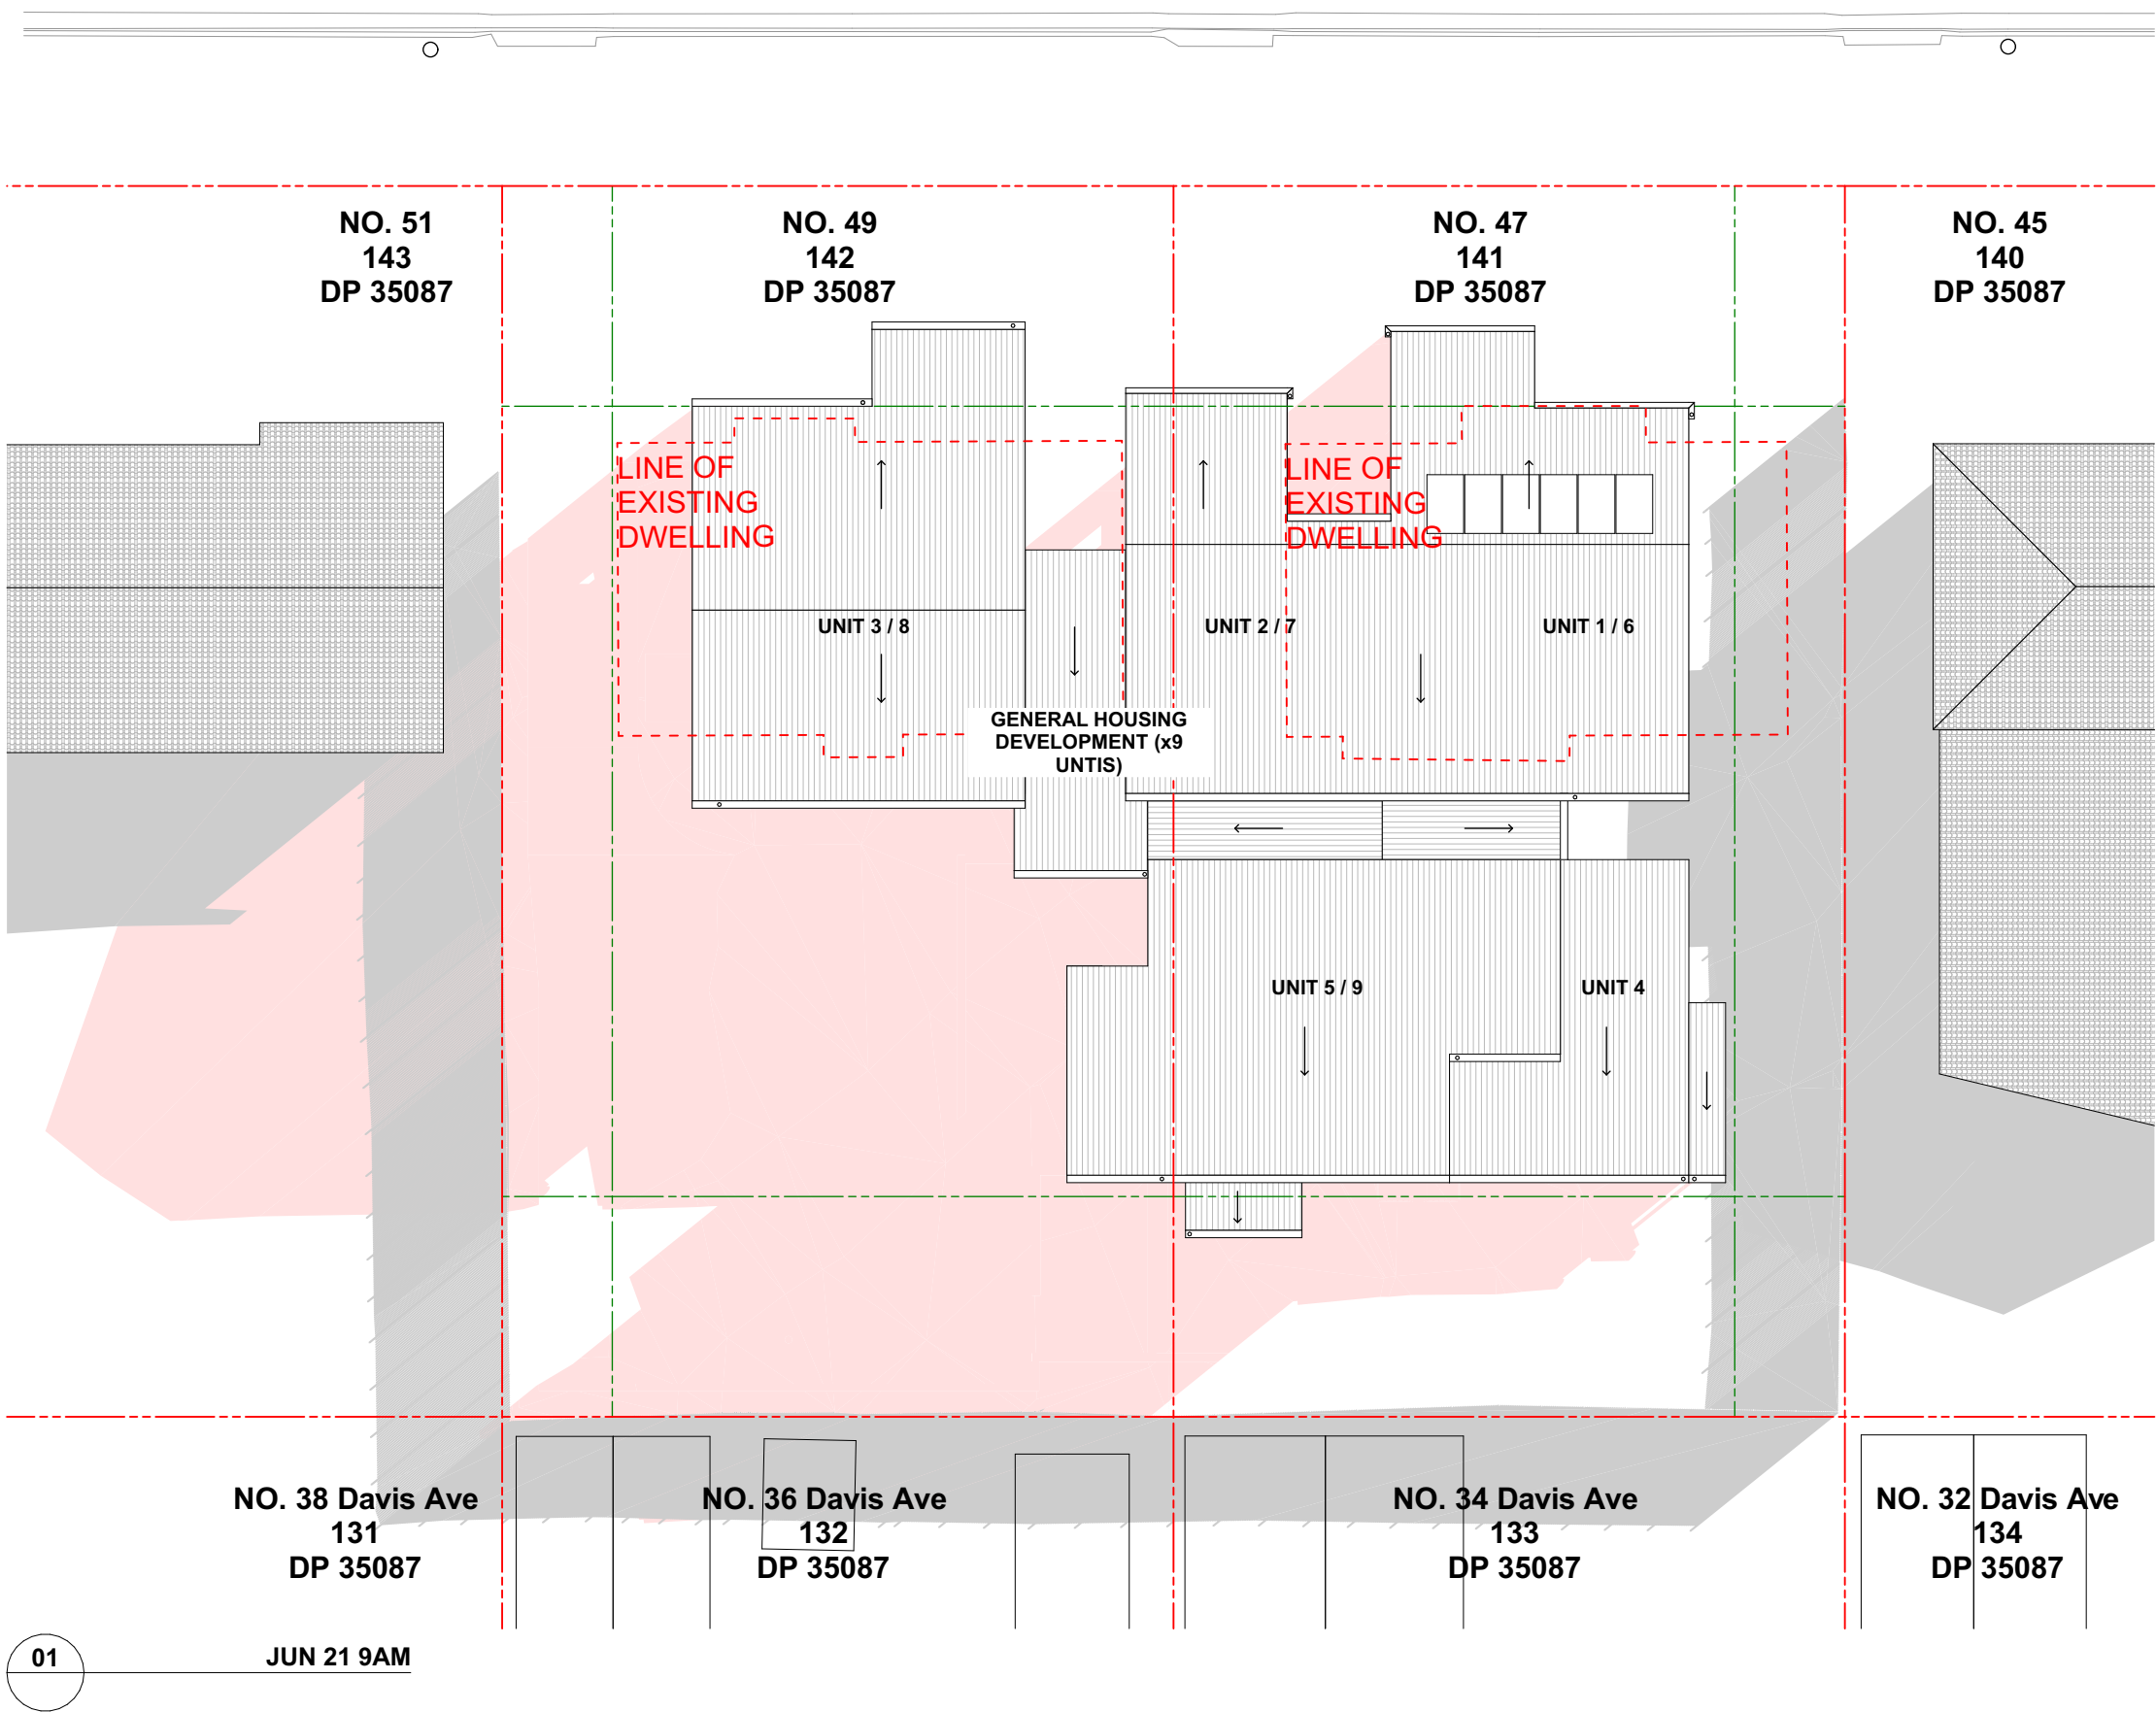 NO. 51
143
DP 35087
NO. 49
142
DP 35087
NO. 47
141
DP 35087
NO. 45
140
DP 35087
LINE OF
EXISTING
DWELLING
LINE OF
EXISTING
DWELLING
UNIT 3 / 8
UNIT 2 / 7
UNIT 1 / 6
GENERAL HOUSING
DEVELOPMENT (x9
UNTIS)
UNIT 5 / 9
UNIT 4
NO. 38 Davis Ave
131
DP 35087
NO. 36 Davis Ave
132
DP 35087
NO. 34 Davis Ave
133
DP 35087
NO. 32 Davis Ave
134
DP 35087
01
JUN 21 9AM